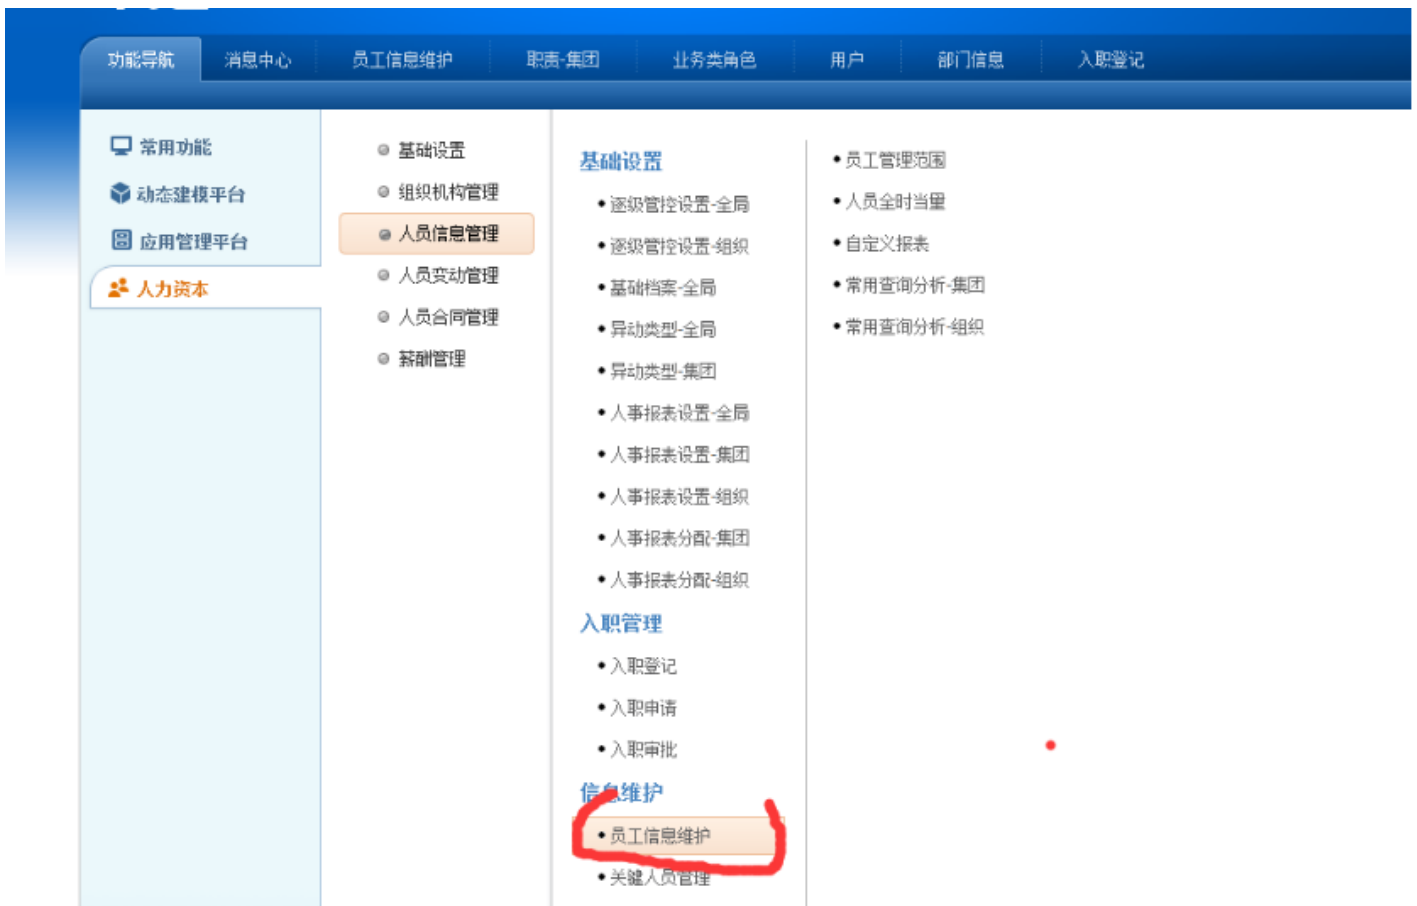 功能导航 消息中心 员工信息维护 职责-集团 业务类角色 用户 部门信息 入职登记
常用功能
动态建模平台
应用管理平台
人力资本
基础设置
组织机构管理
人员信息管理
人员变动管理
人员合同管理
薪酬管理
基础设置
•逐级管控设置-全局
•逐级管控设置-组织
•基础档案-全局
•异动类型-全局
•异动类型-集团
•人事报表设置-全局
•人事报表设置-集团
•人事报表设置-组织
•人事报表分配-集团
•人事报表分配-组织
入职管理
•入职登记
•入职申请
•入职审批
信息维护
•员工信息维护
•关键人员管理
•员工管理范围
•人员全时当量
•自定义报表
•常用查询分析-集团
•常用查询分析-组织